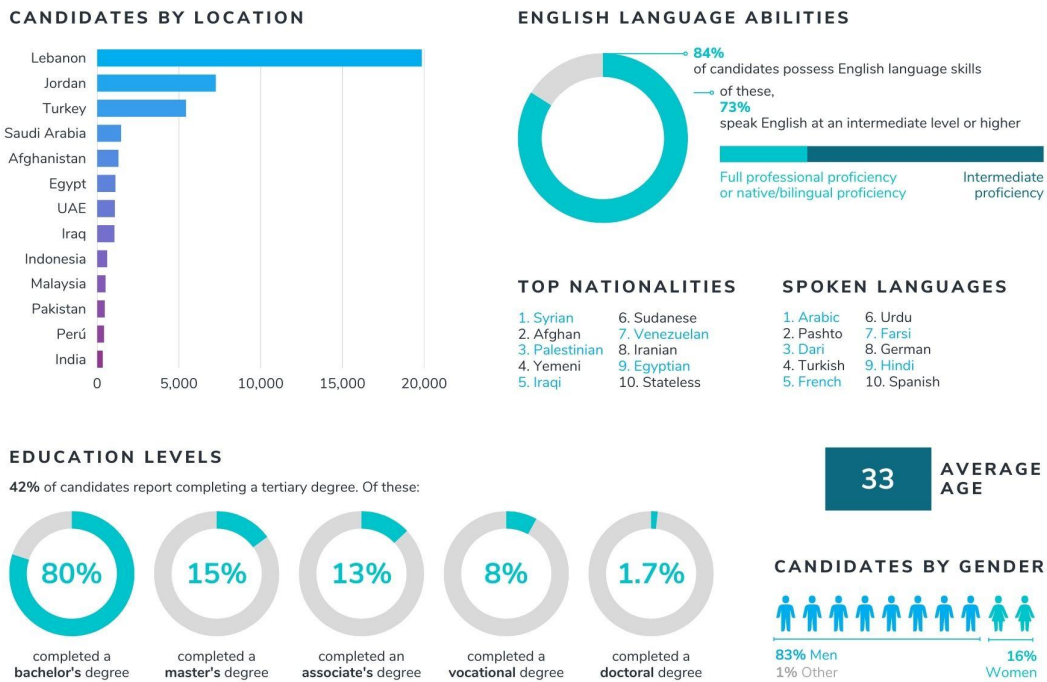 CANDIDATES BY LOCATION
Lebanon
Jordan
Turkey
Saudi Arabia
Afghanistan
Egypt
UAE
Iraq
Indonesia
Malaysia
Pakistan
Perú
India
0 5,000 10,000 15,000 20,000
ENGLISH LANGUAGE ABILITIES
84%
of candidates possess English language skills
of these,
73%
speak English at an intermediate level or higher
Full professional proficiency
or native/bilingual proficiency
Intermediate
proficiency
TOP NATIONALITIES
1. Syrian
2. Afghan
3. Palestinian
4. Yemeni
5. Iraqi
6. Sudanese
7. Venezuelan
8. Iranian
9. Egyptian
10. Stateless
SPOKEN LANGUAGES
1. Arabic
2. Pashto
3. Dari
4. Turkish
5. French
6. Urdu
7. Farsi
8. German
9. Hindi
10. Spanish
EDUCATION LEVELS
42% of candidates report completing a tertiary degree. Of these:
80%
completed a
bachelor's degree
15%
completed a
master's degree
13%
completed an
associate's degree
8%
completed a
vocational degree
1.7%
completed a
doctoral degree
33
AVERAGE
AGE
CANDIDATES BY GENDER
83% Men
1% Other
16%
Women